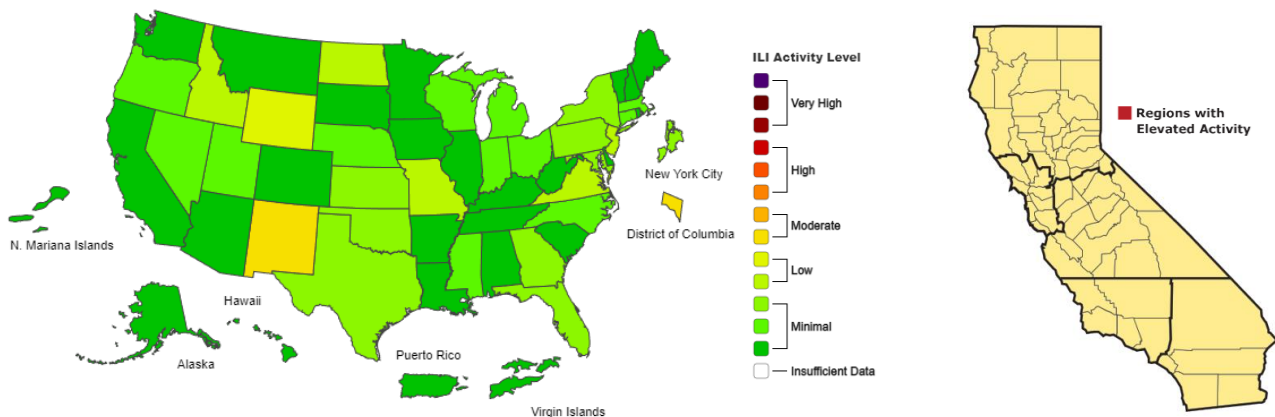 ILI Activity Level
Very High
High
Moderate
Low
Minimal
Insufficient Data
New York City
District of Columbia
N. Mariana Islands
Hawaii
Alaska
Puerto Rico
Virgin Islands
Regions with
Elevated Activity